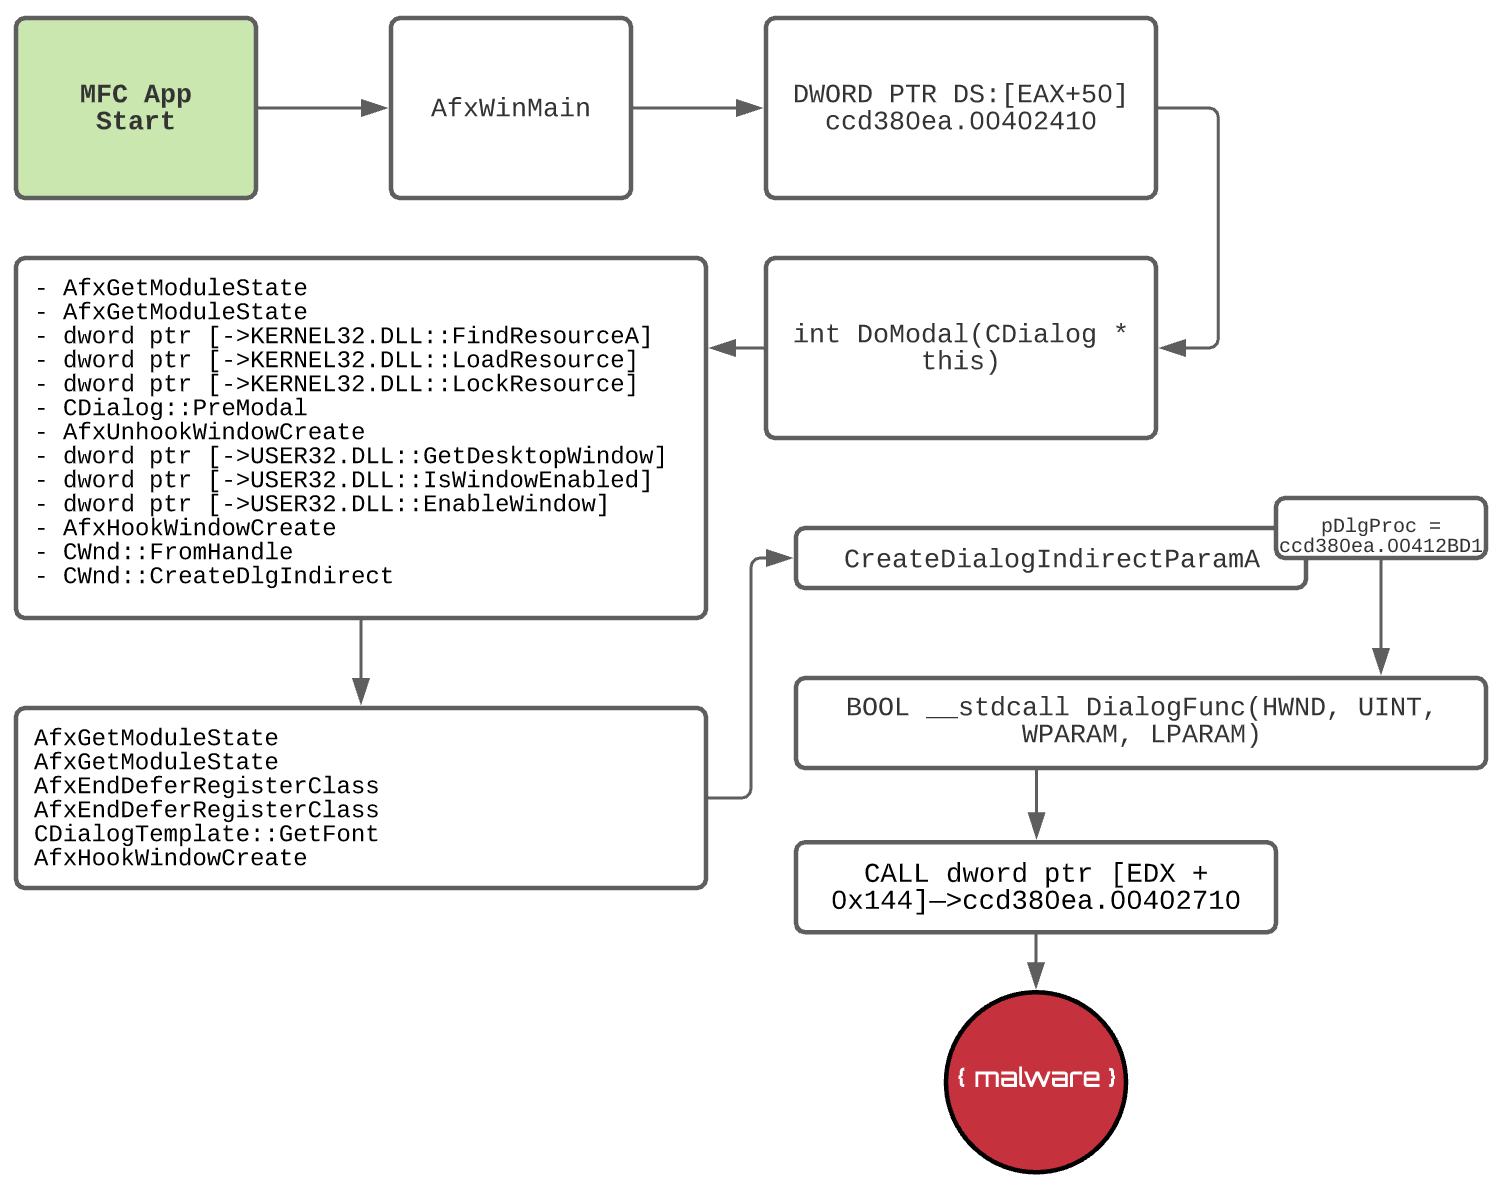 MFC App
Start
AfxWinMain
DWORD PTR DS:[EAX+50]
ccd380ea.00402410
int DoModal(CDialog *
this)
- AfxGetModuleState
- AfxGetModuleState
- dword ptr [->KERNEL32.DLL::FindResourceA]
- dword ptr [->KERNEL32.DLL::LoadResource]
- dword ptr [->KERNEL32.DLL::LockResource]
- CDialog::PreModal
- AfxUnhookWindowCreate
- dword ptr [->USER32.DLL::GetDesktopWindow]
- dword ptr [->USER32.DLL::IsWindowEnabled]
- dword ptr [->USER32.DLL::EnableWindow]
- AfxHookWindowCreate
- CWnd::FromHandle
- CWnd::CreateDlgIndirect
AfxGetModuleState
AfxGetModuleState
AfxEndDeferRegisterClass
AfxEndDeferRegisterClass
CDialogTemplate::GetFont
AfxHookWindowCreate
CreateDialogIndirectParamA
pDlgProc =
ccd380ea.00412BD1
BOOL __stdcall DialogFunc(HWND, UINT,
WPARAM, LPARAM)
CALL dword ptr [EDX +
0x144]—>ccd380ea.00402710
{ malware }